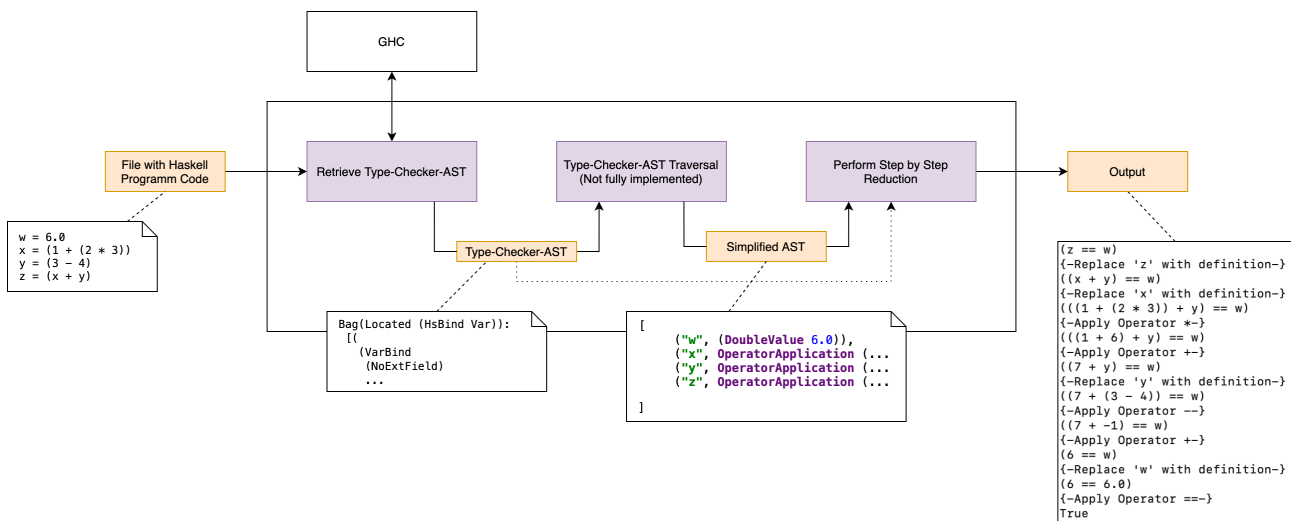 GHC
File with Haskell
Programm Code
Retrieve Type-Checker-AST
Type-Checker-AST Traversal
(Not fully implemented)
Perform Step by Step
Reduction
Output
w = 6.0
x = (1 + (2 * 3))
y = (3 - 4)
z = (x + y)
Type-Checker-AST
Simplified AST
Bag(Located (HsBind Var)):
[(
(VarBind
(NoExtField)
...
[
("w", (DoubleValue 6.0)),
("x", OperatorApplication (...
("y", OperatorApplication (...
("z", OperatorApplication (...
]
(z == w)
{-Replace 'z' with definition-}
((x + y) == w)
{-Replace 'x' with definition-}
(((1 + (2 * 3)) + y) == w)
{-Apply Operator *-}
(((1 + 6) + y) == w)
{-Apply Operator +-}
((7 + y) == w)
{-Replace 'y' with definition-}
((7 + (3 - 4)) == w)
{-Apply Operator --}
((7 + -1) == w)
{-Apply Operator +-}
(6 == w)
{-Replace 'w' with definition-}
(6 == 6.0)
{-Apply Operator ==-}
True